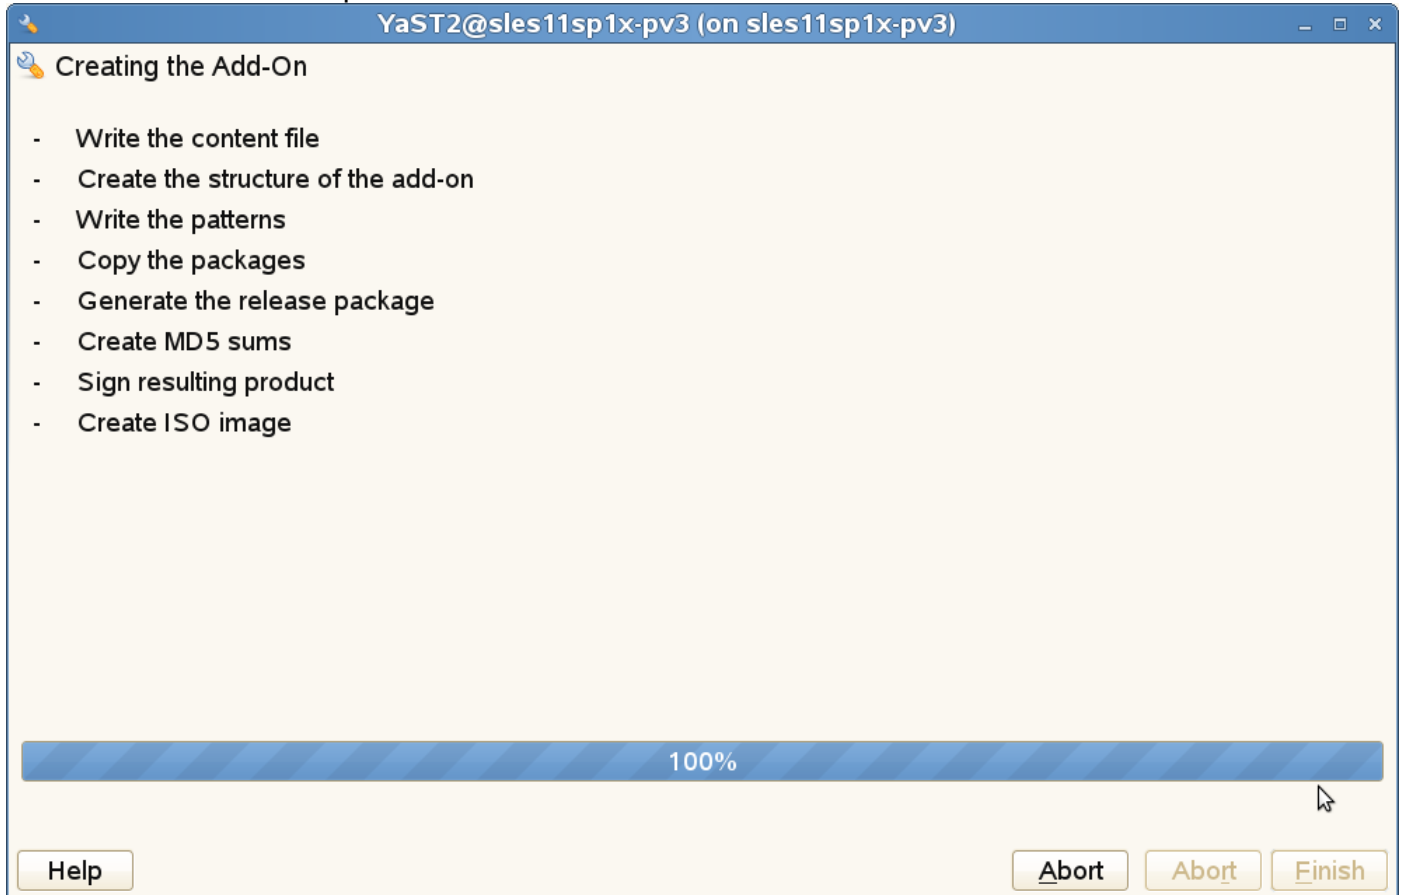 YaST2@sles11sp1x-pv3 (on sles11sp1x-pv3)
Creating the Add-On
- Write the content file
- Create the structure of the add-on
- Write the patterns
- Copy the packages
- Generate the release package
- Create MD5 sums
- Sign resulting product
- Create ISO image
100%
Help Abort Abort Finish